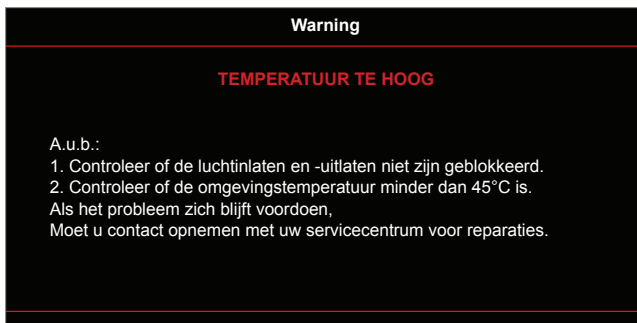 Warning
TEMPERATUUR TE HOOG
A.u.b.:
1. Controleer of de luchtinlaten en -uitlaten niet zijn geblokkeerd.
2. Controleer of de omgevingstemperatuur minder dan 45°C is.
Als het probleem zich blijft voordoen,
Moet u contact opnemen met uw servicecentrum voor reparaties.